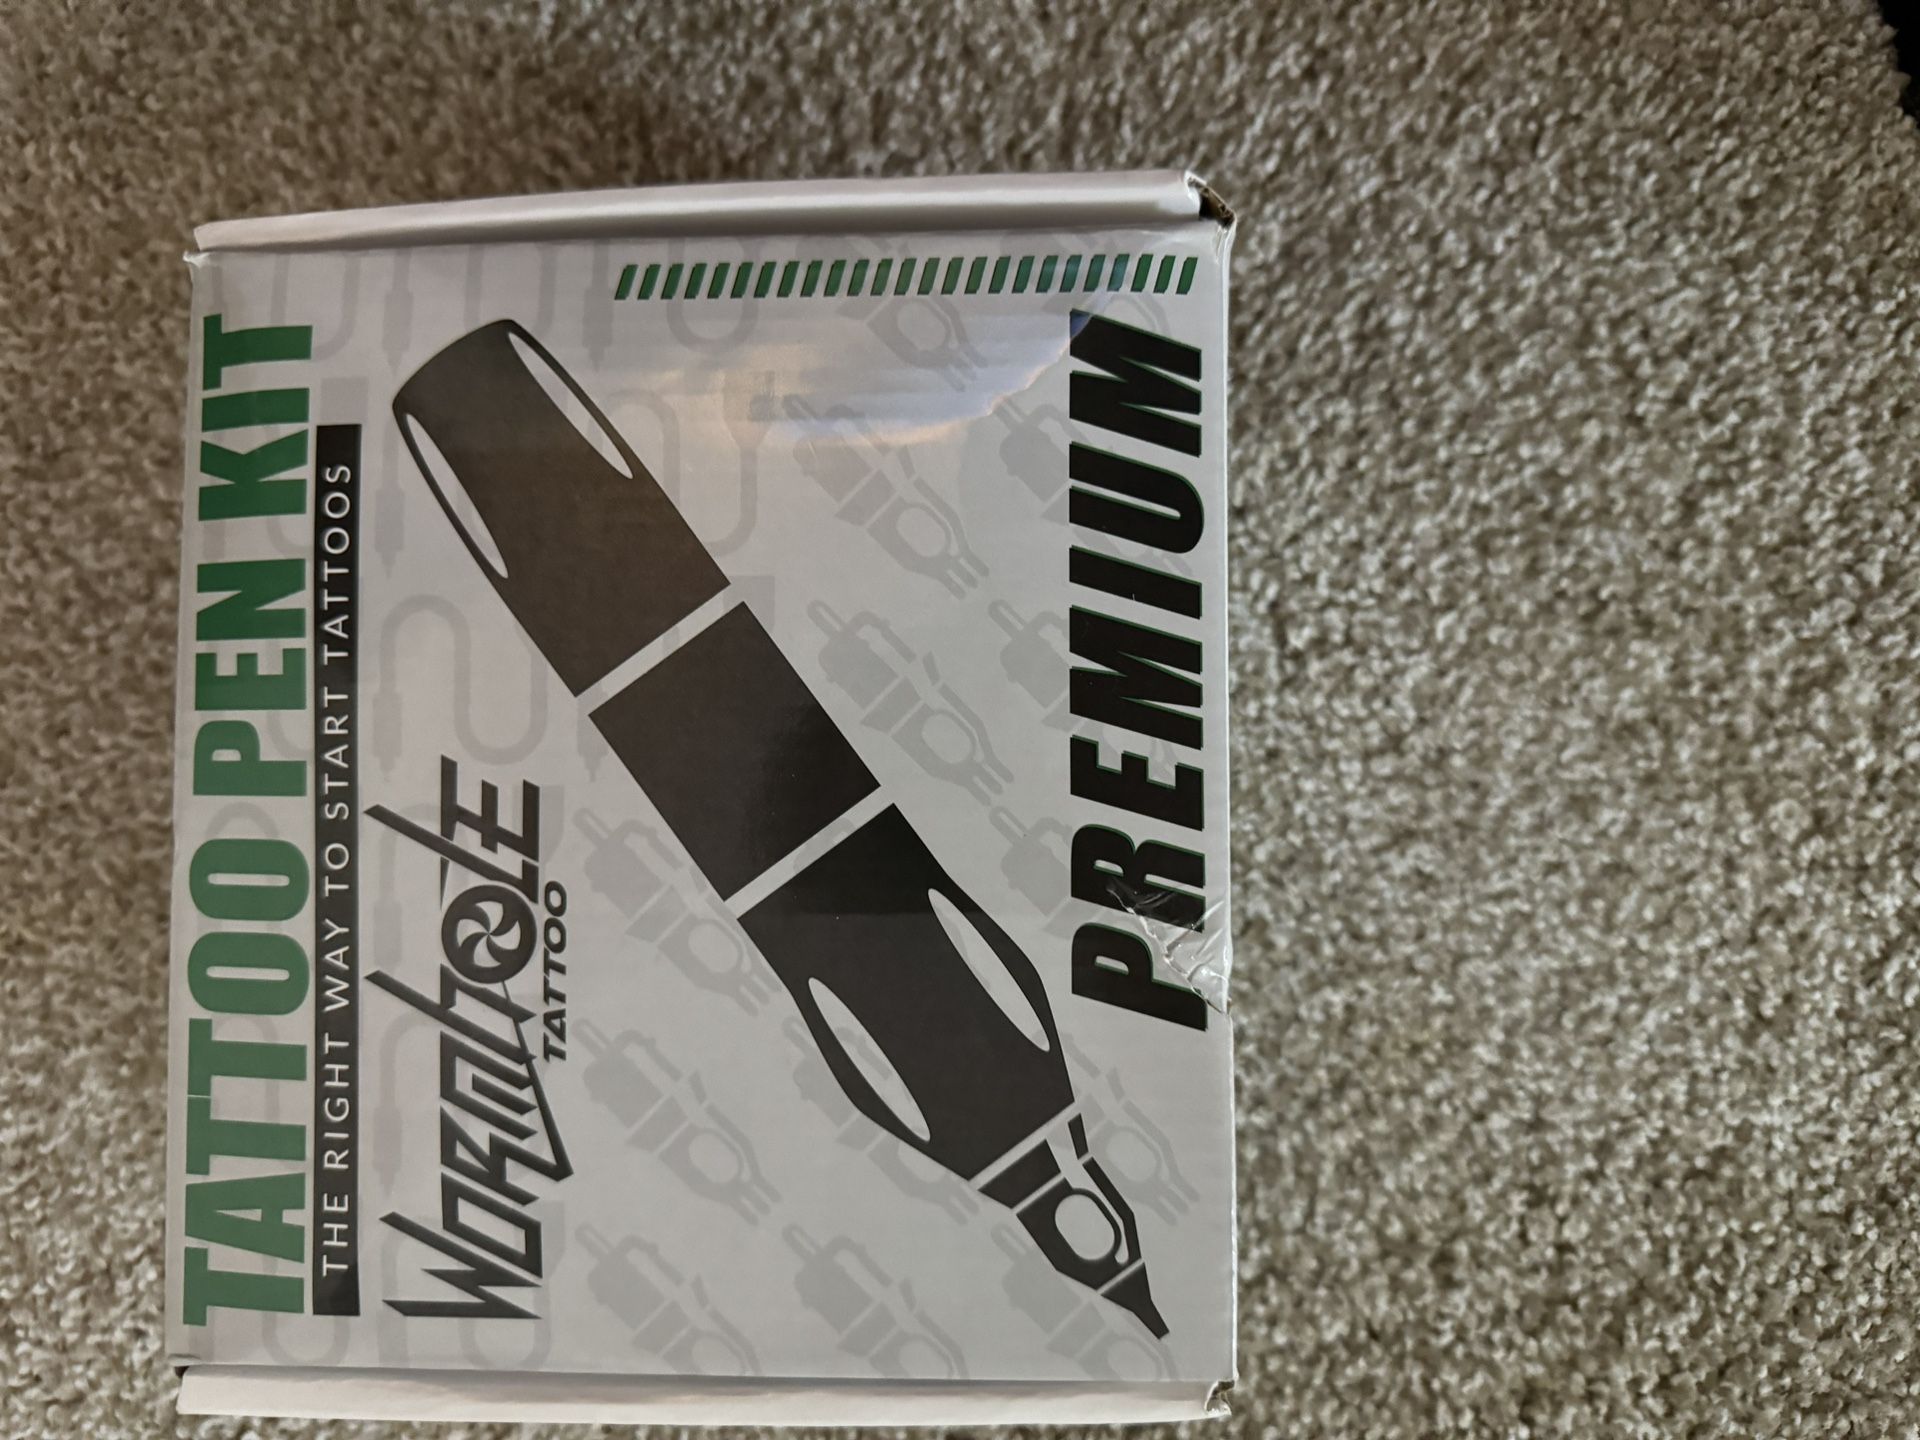 TATTOO PEN KIT
THE RIGHT WAY TO START TATTOOS
WORMHOLE
TATTOO
PREMIUM